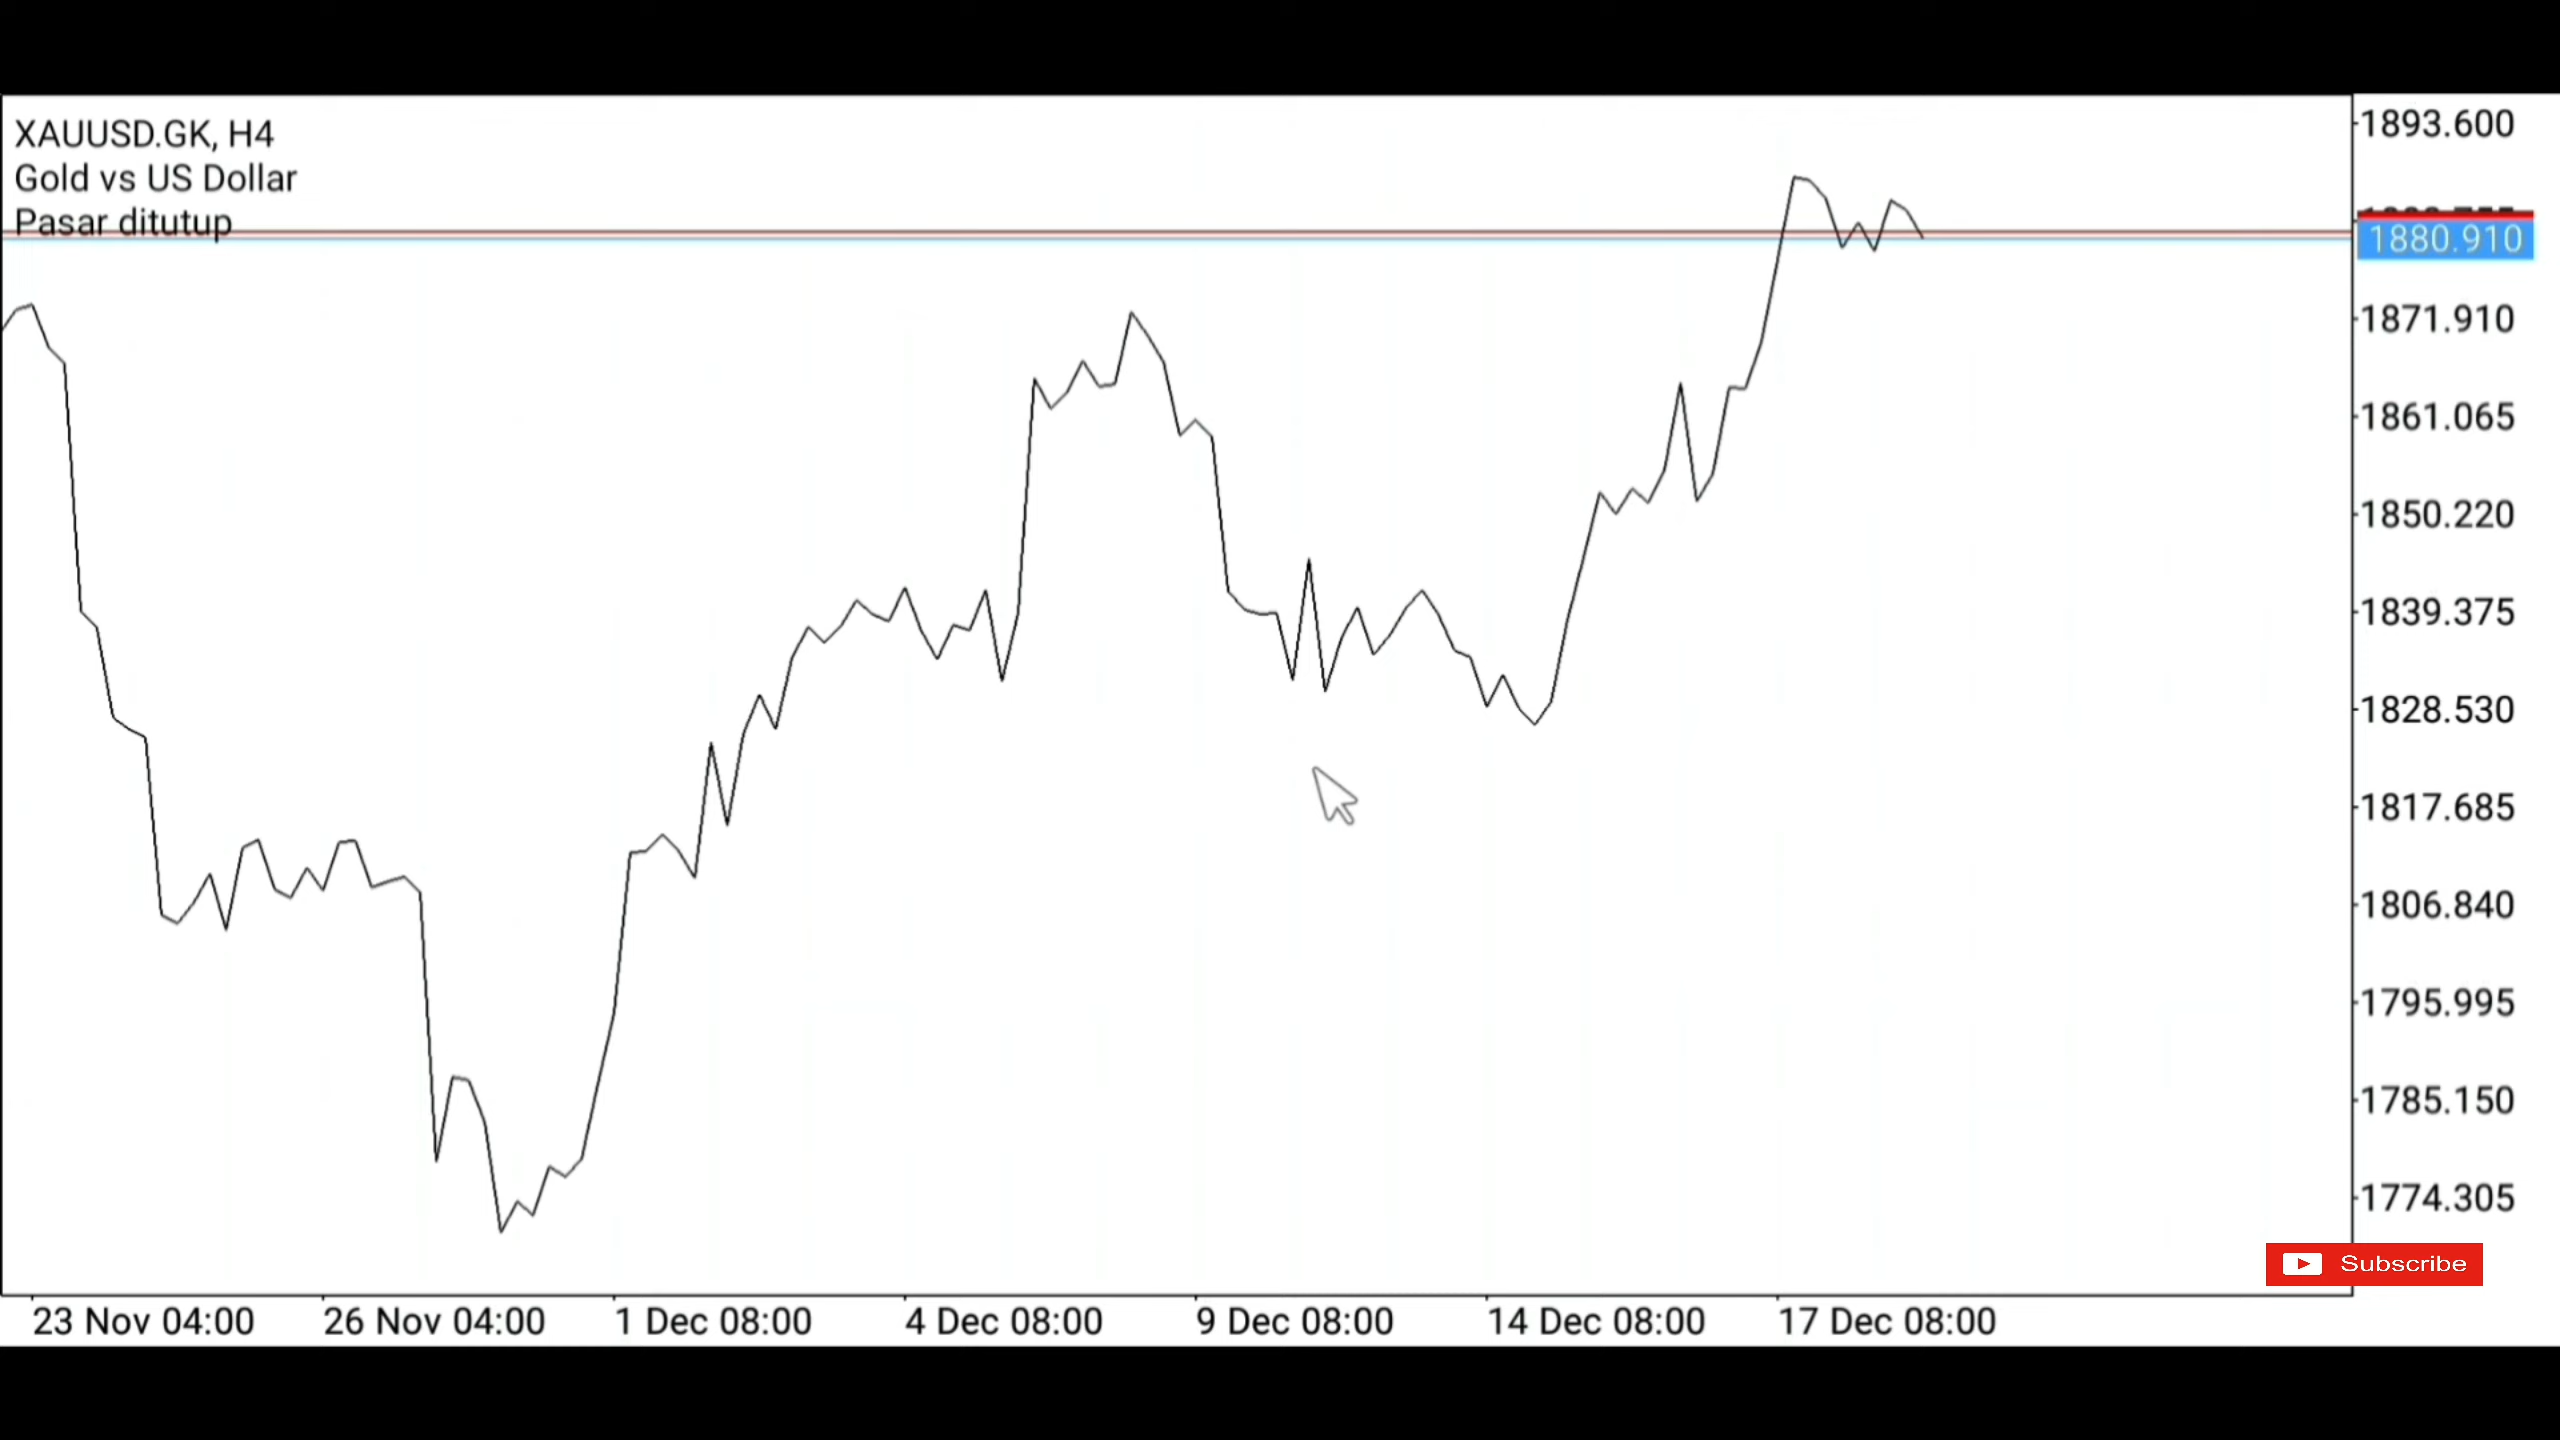 XAUUSD.GK, H4
Gold vs US Dollar
Pasar ditutup
1893.600
1880.910
1871.910
1861.065
1850.220
1839.375
1828.530
1817.685
1806.840
1795.995
1785.150
1774.305
Subscribe
23 Nov 04:00 26 Nov 04:00 1 Dec 08:00 4 Dec 08:00 9 Dec 08:00 14 Dec 08:00 17 Dec 08:00